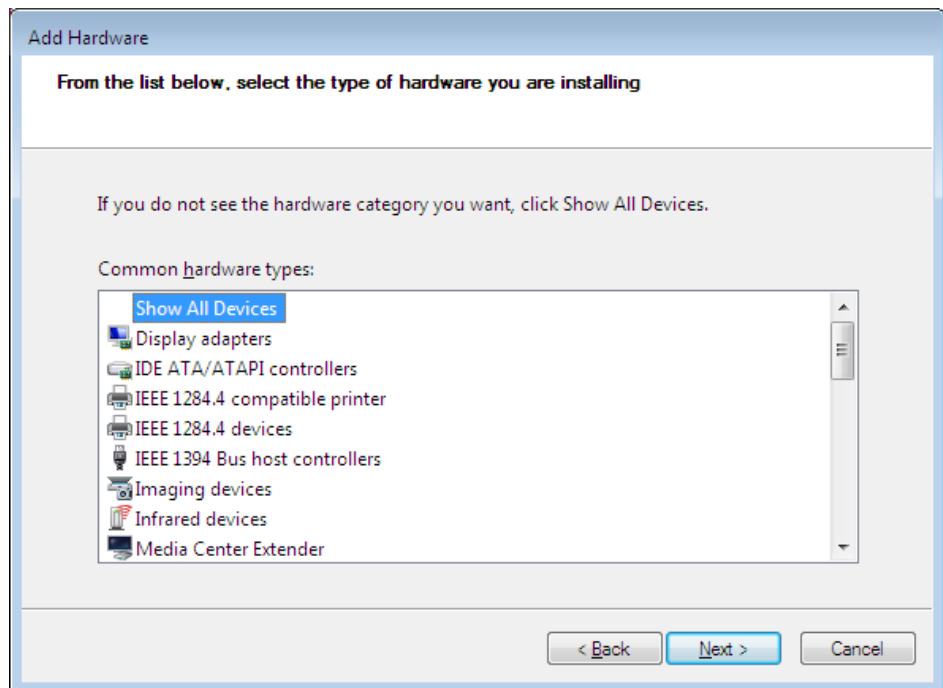 Add Hardware
From the list below, select the type of hardware you are installing
If you do not see the hardware category you want, click Show All Devices.
Common hardware types:
Show All Devices
Display adapters
IDE ATA/ATAPI controllers
IEEE 1284.4 compatible printer
IEEE 1284.4 devices
IEEE 1394 Bus host controllers
Imaging devices
Infrared devices
Media Center Extender
< Back
Next >
Cancel